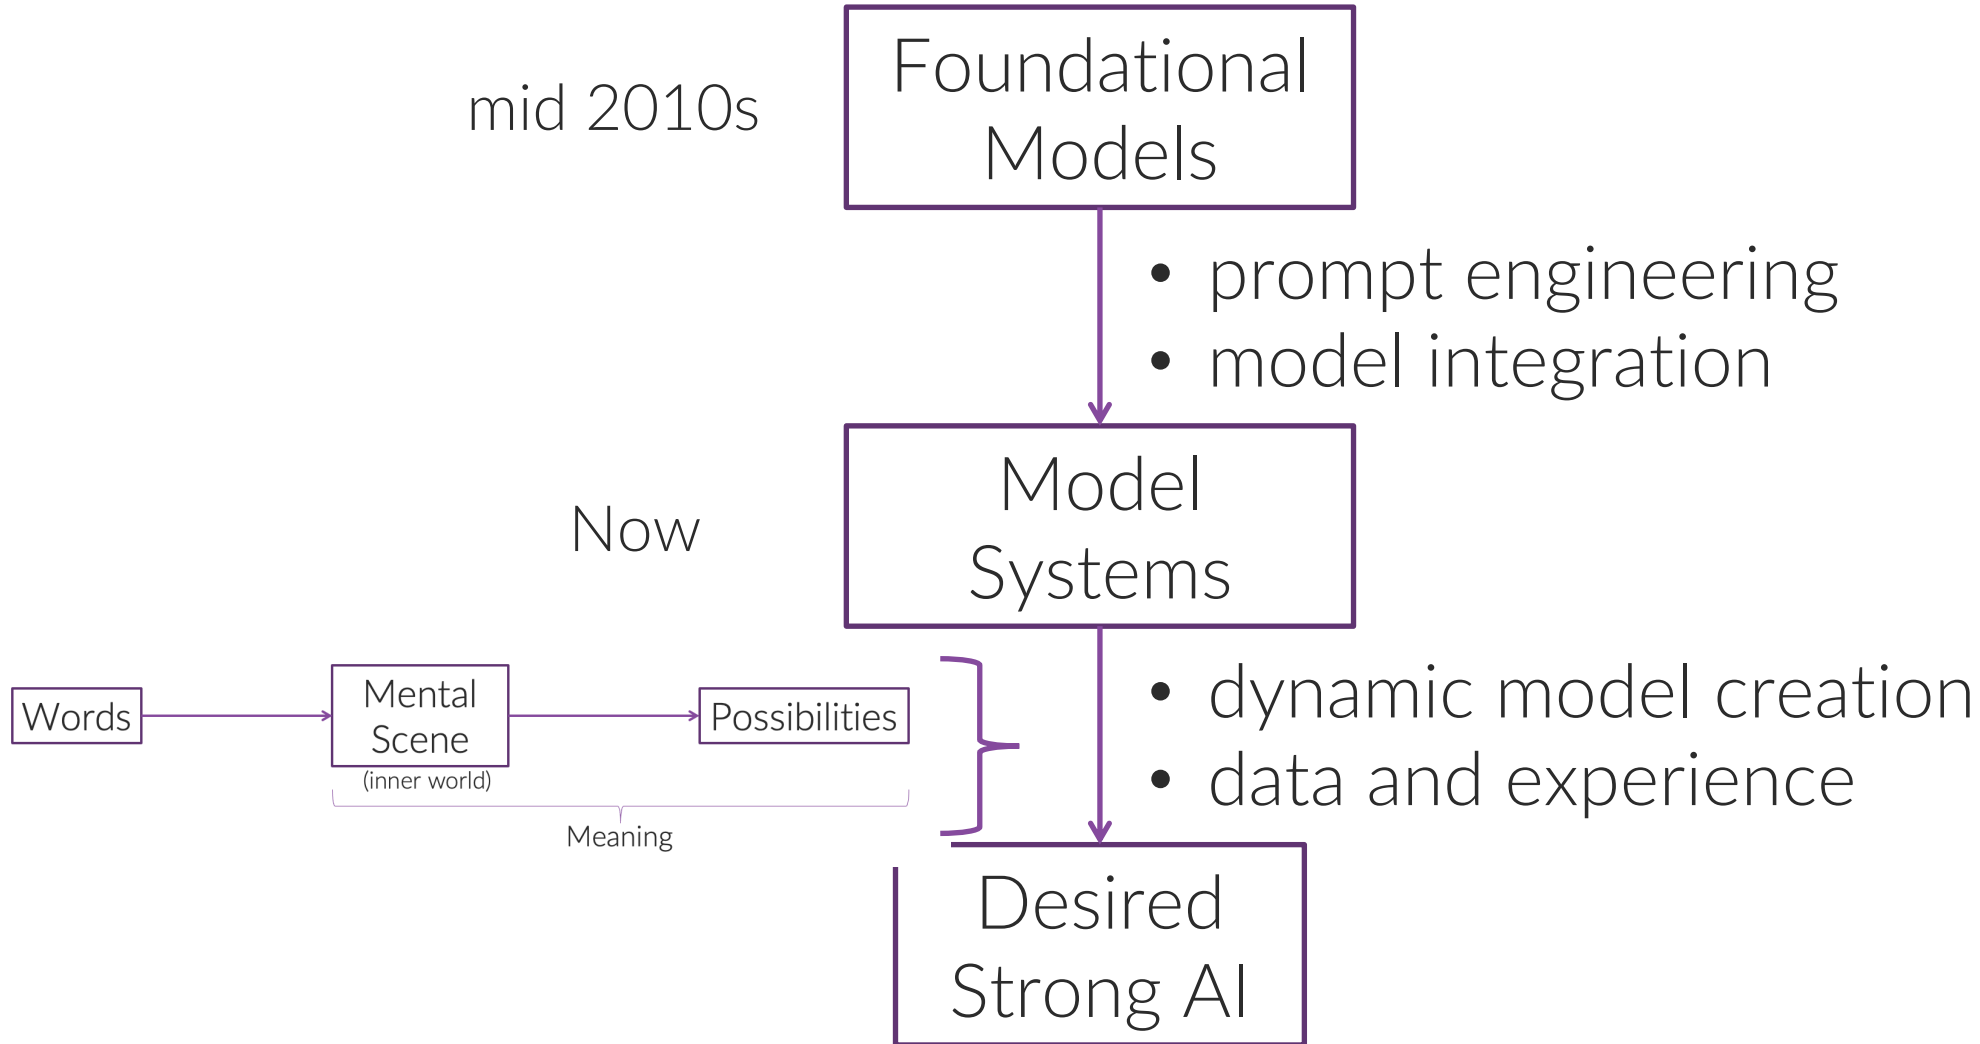 mid 2010s
Foundational
Models
• prompt engineering
• model integration
Now
Model
Systems
Words
Mental
Scene
(inner world)
Possibilities
Meaning
• dynamic model creation
• data and experience
Desired
Strong AI